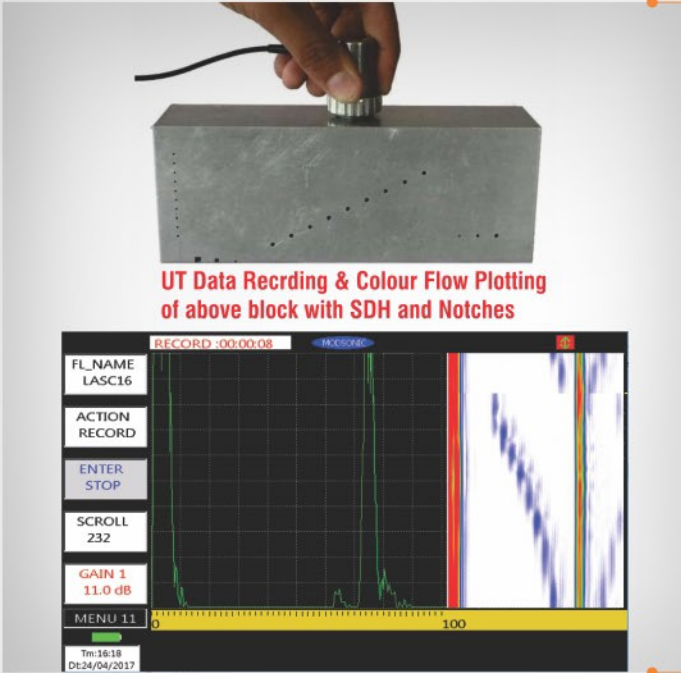 UT Data Recrding & Colour Flow Plotting
of above block with SDH and Notches
RECORD :00:00:08
MODSONIC
FL_NAME
LASC16
ACTION
RECORD
ENTER
STOP
SCROLL
232
GAIN 1
11.0 dB
MENU 11
0
100
Tm:16:18
Dt:24/04/2017